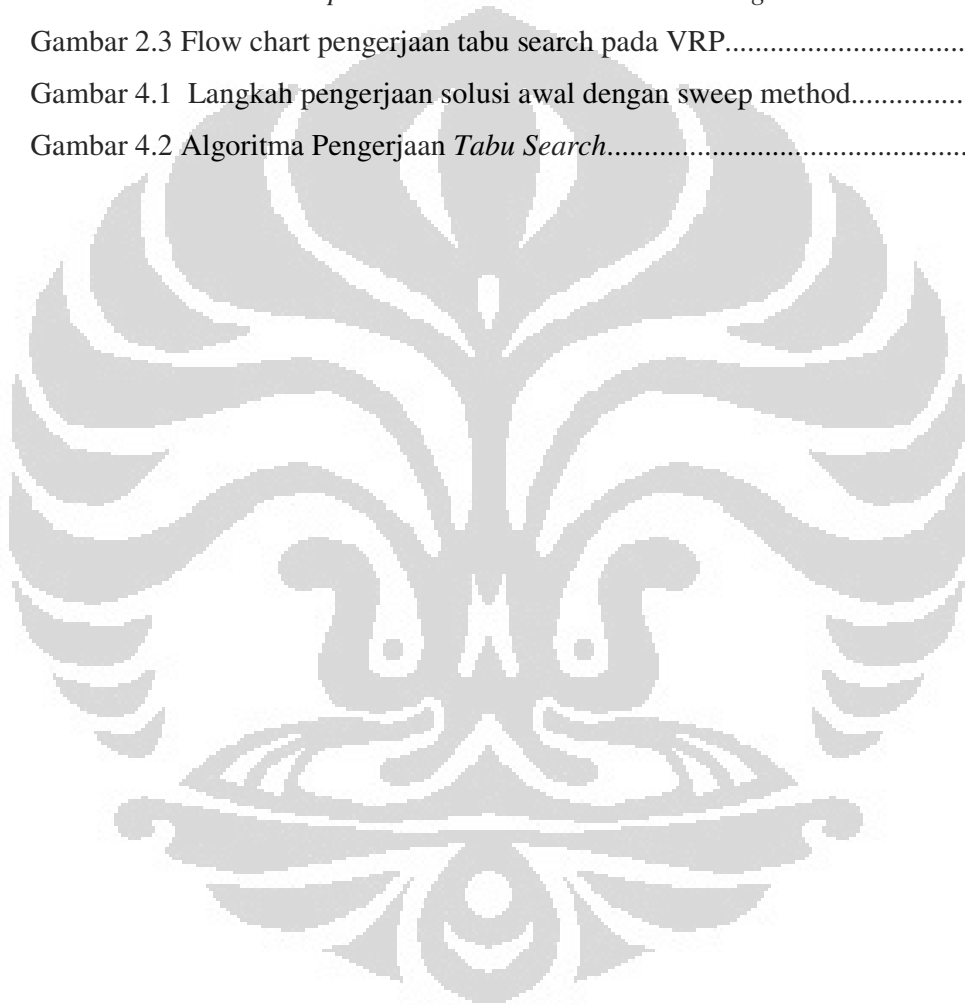 Gambar 2.3 Flow chart pengerjaan tabu search pada VRP..............................
Gambar 4.1  Langkah pengerjaan solusi awal dengan sweep method..............
Gambar 4.2 Algoritma Pengerjaan Tabu Search............................................